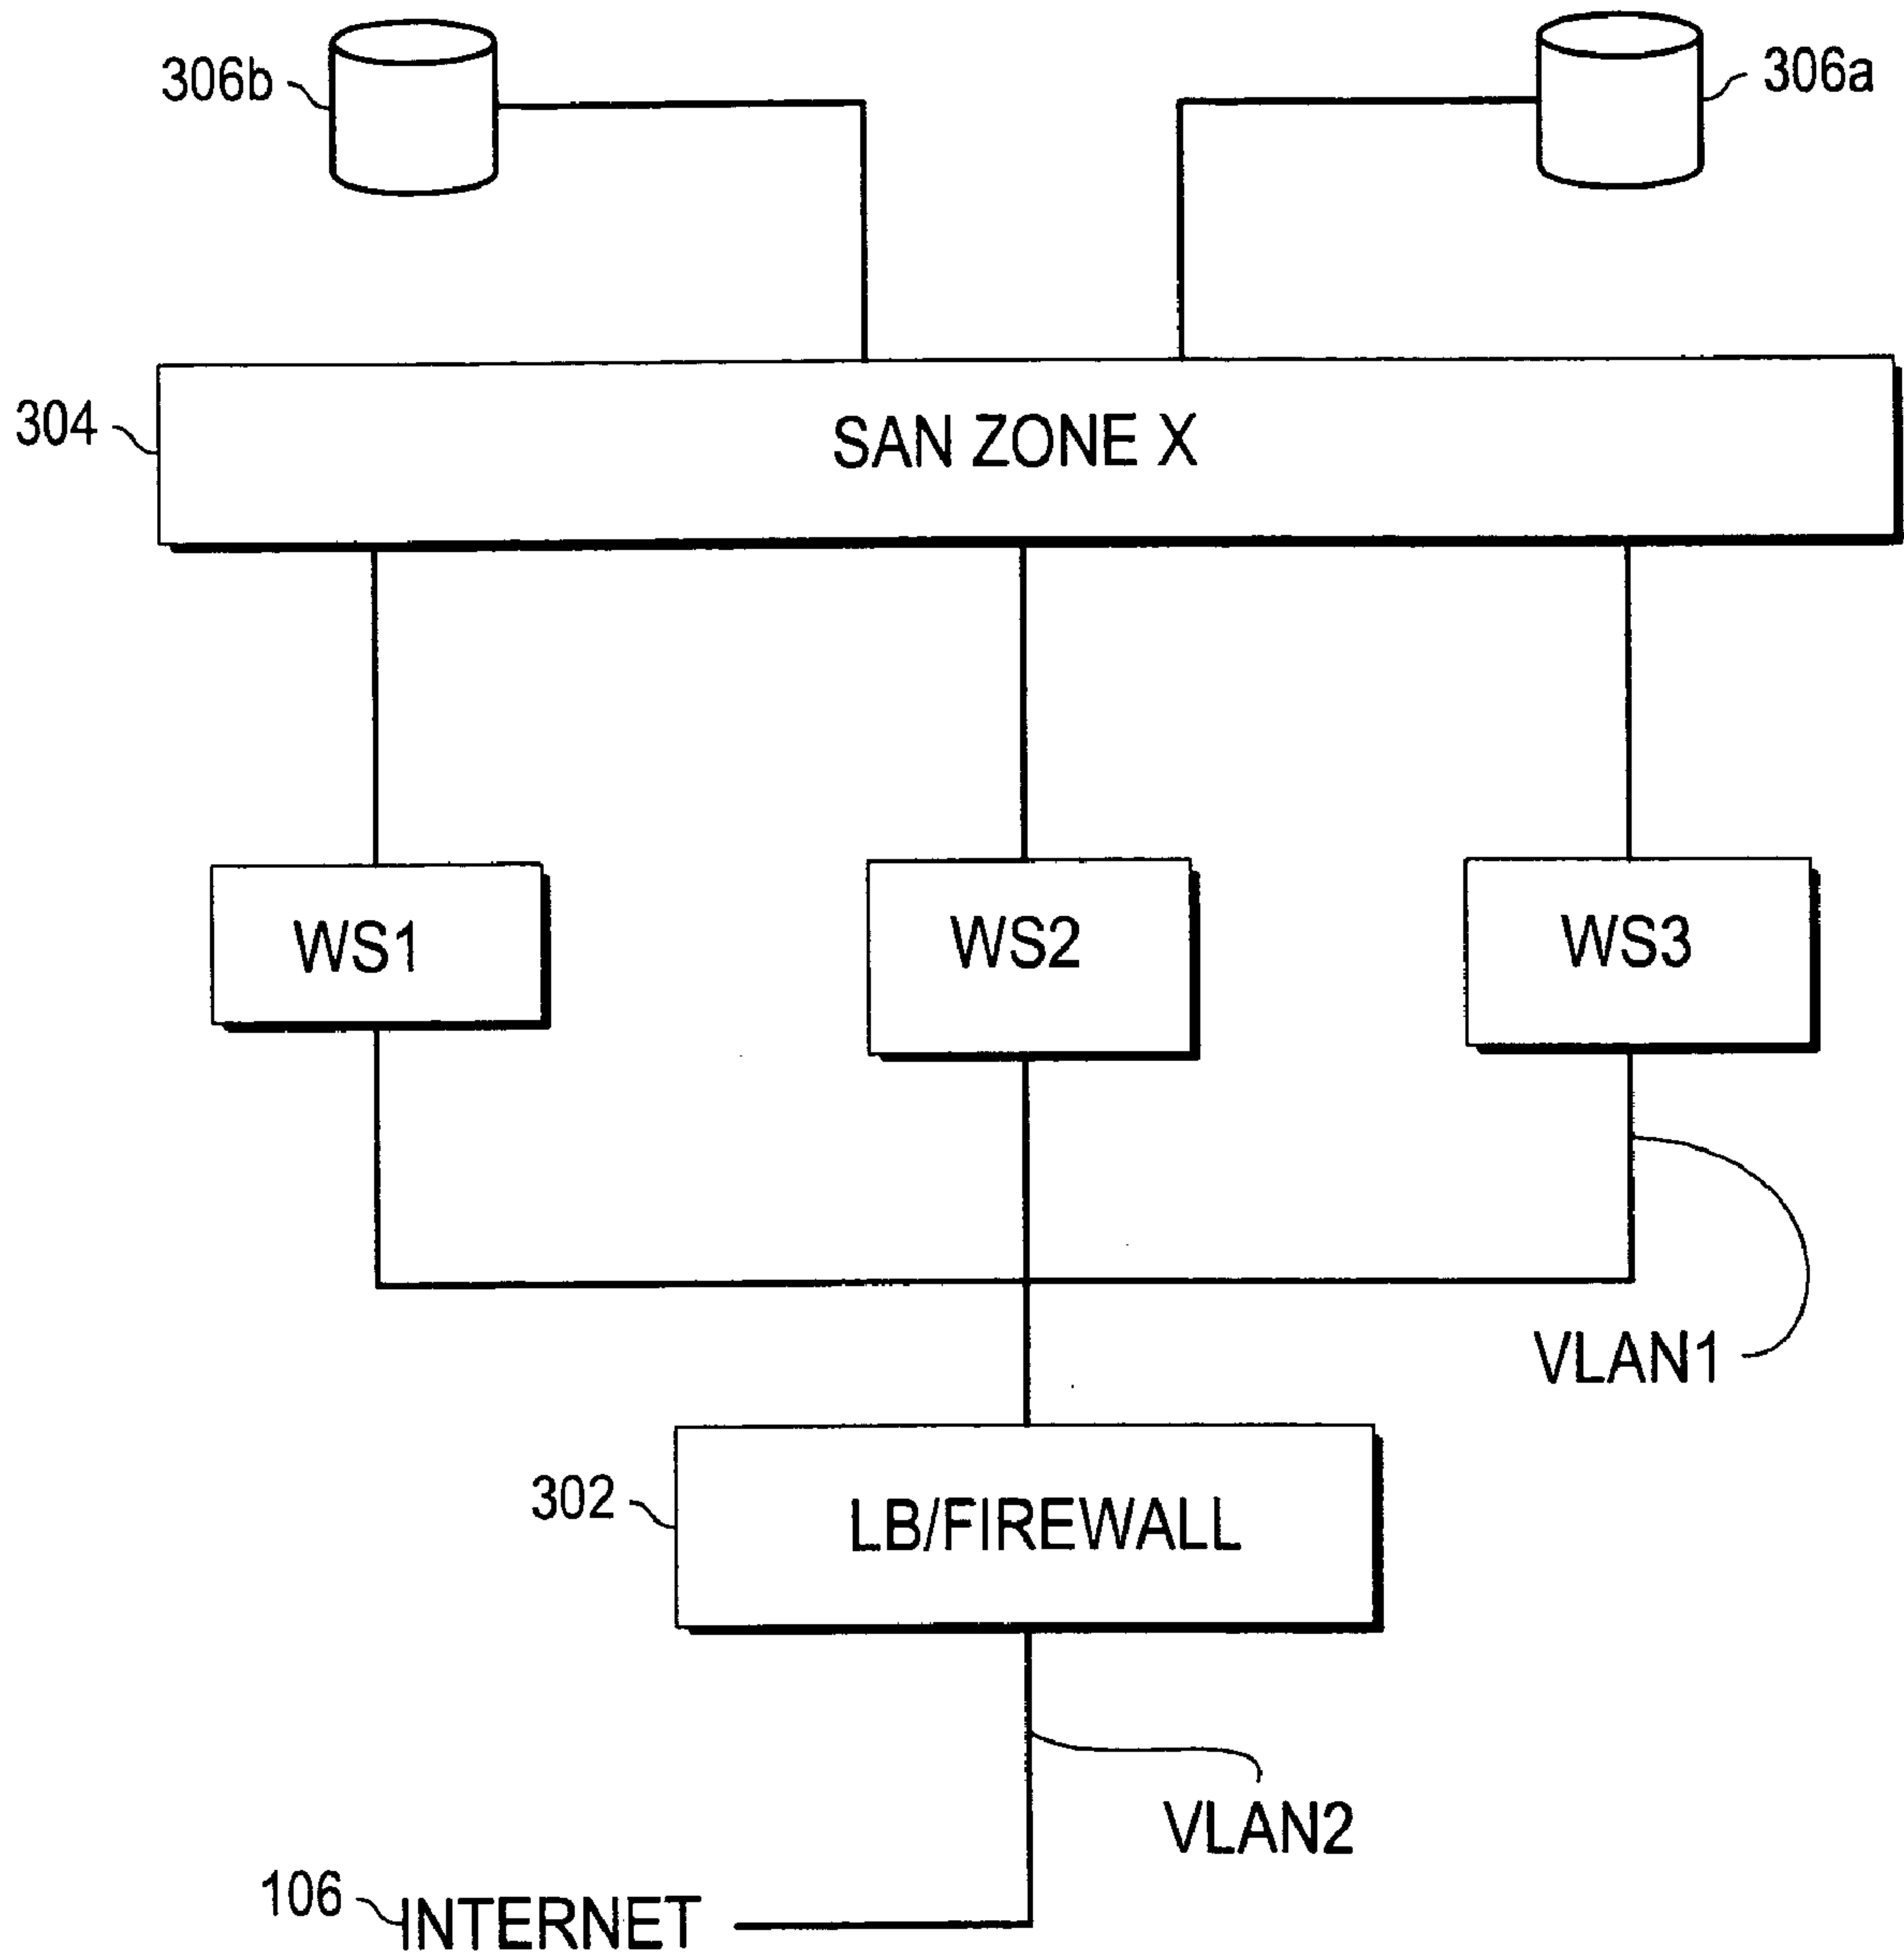 306b
306a
304
SAN ZONE X
WS1
WS2
WS3
VLAN1
302
LB/FIREWALL
VLAN2
106
INTERNET